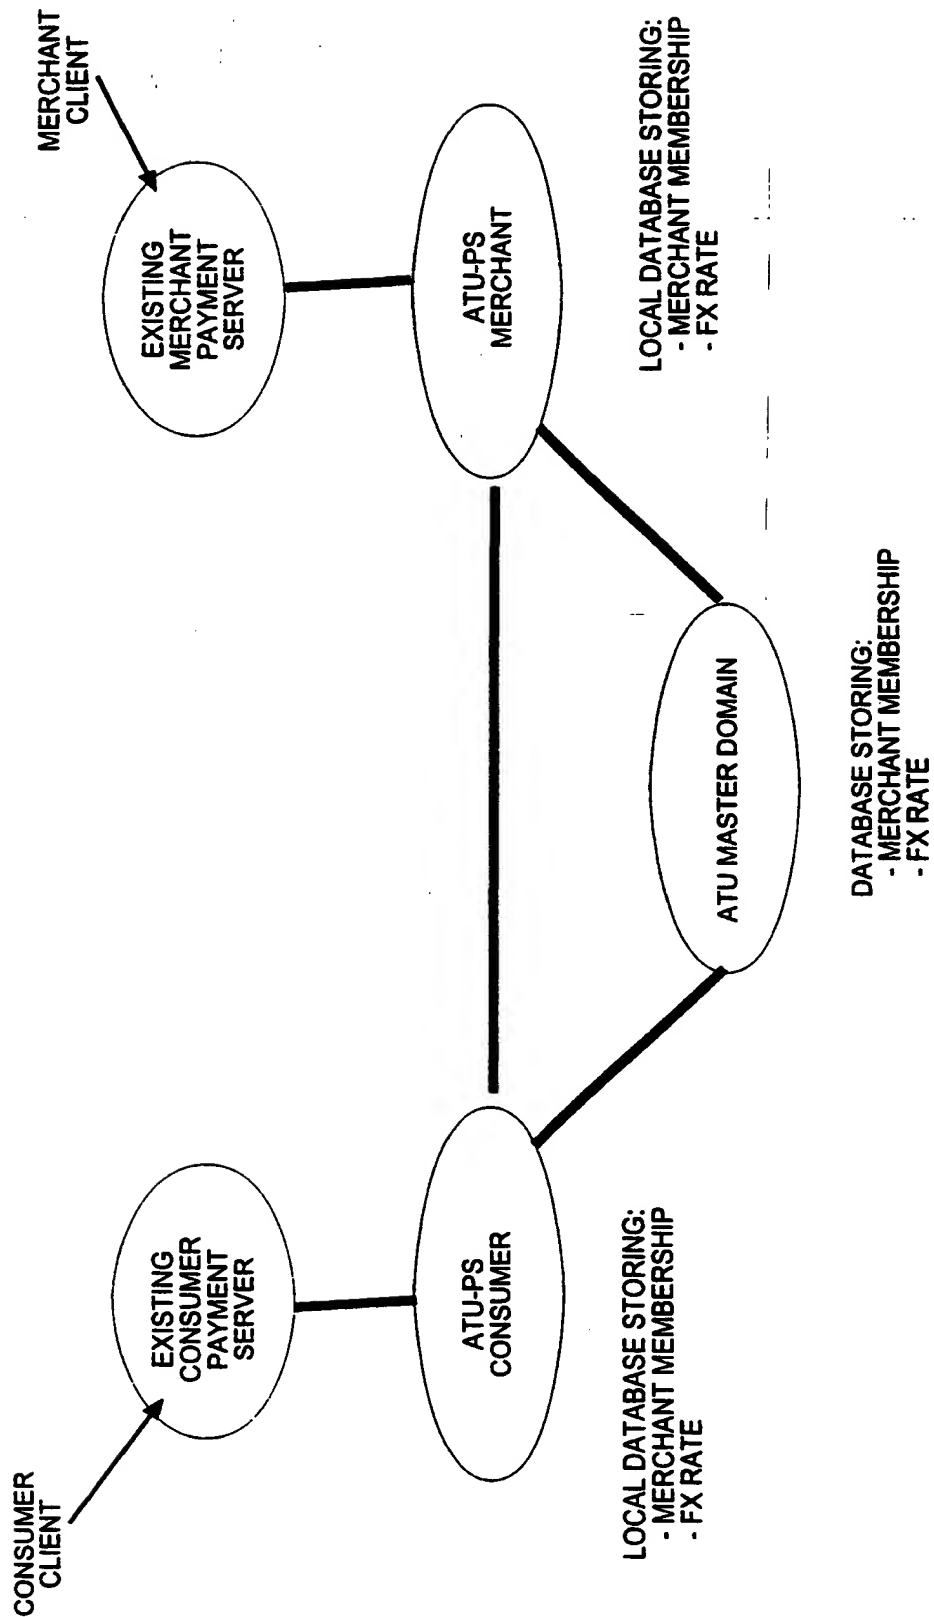 CONSUMER
CLIENT
EXISTING
CONSUMER
PAYMENT
SERVER
ATU-PS
CONSUMER
LOCAL DATABASE STORING:
- MERCHANT MEMBERSHIP
- FX RATE
ATU MASTER DOMAIN
DATABASE STORING:
- MERCHANT MEMBERSHIP
- FX RATE
MERCHANT
CLIENT
EXISTING
MERCHANT
PAYMENT
SERVER
ATU-PS
MERCHANT
LOCAL DATABASE STORING:
- MERCHANT MEMBERSHIP
- FX RATE